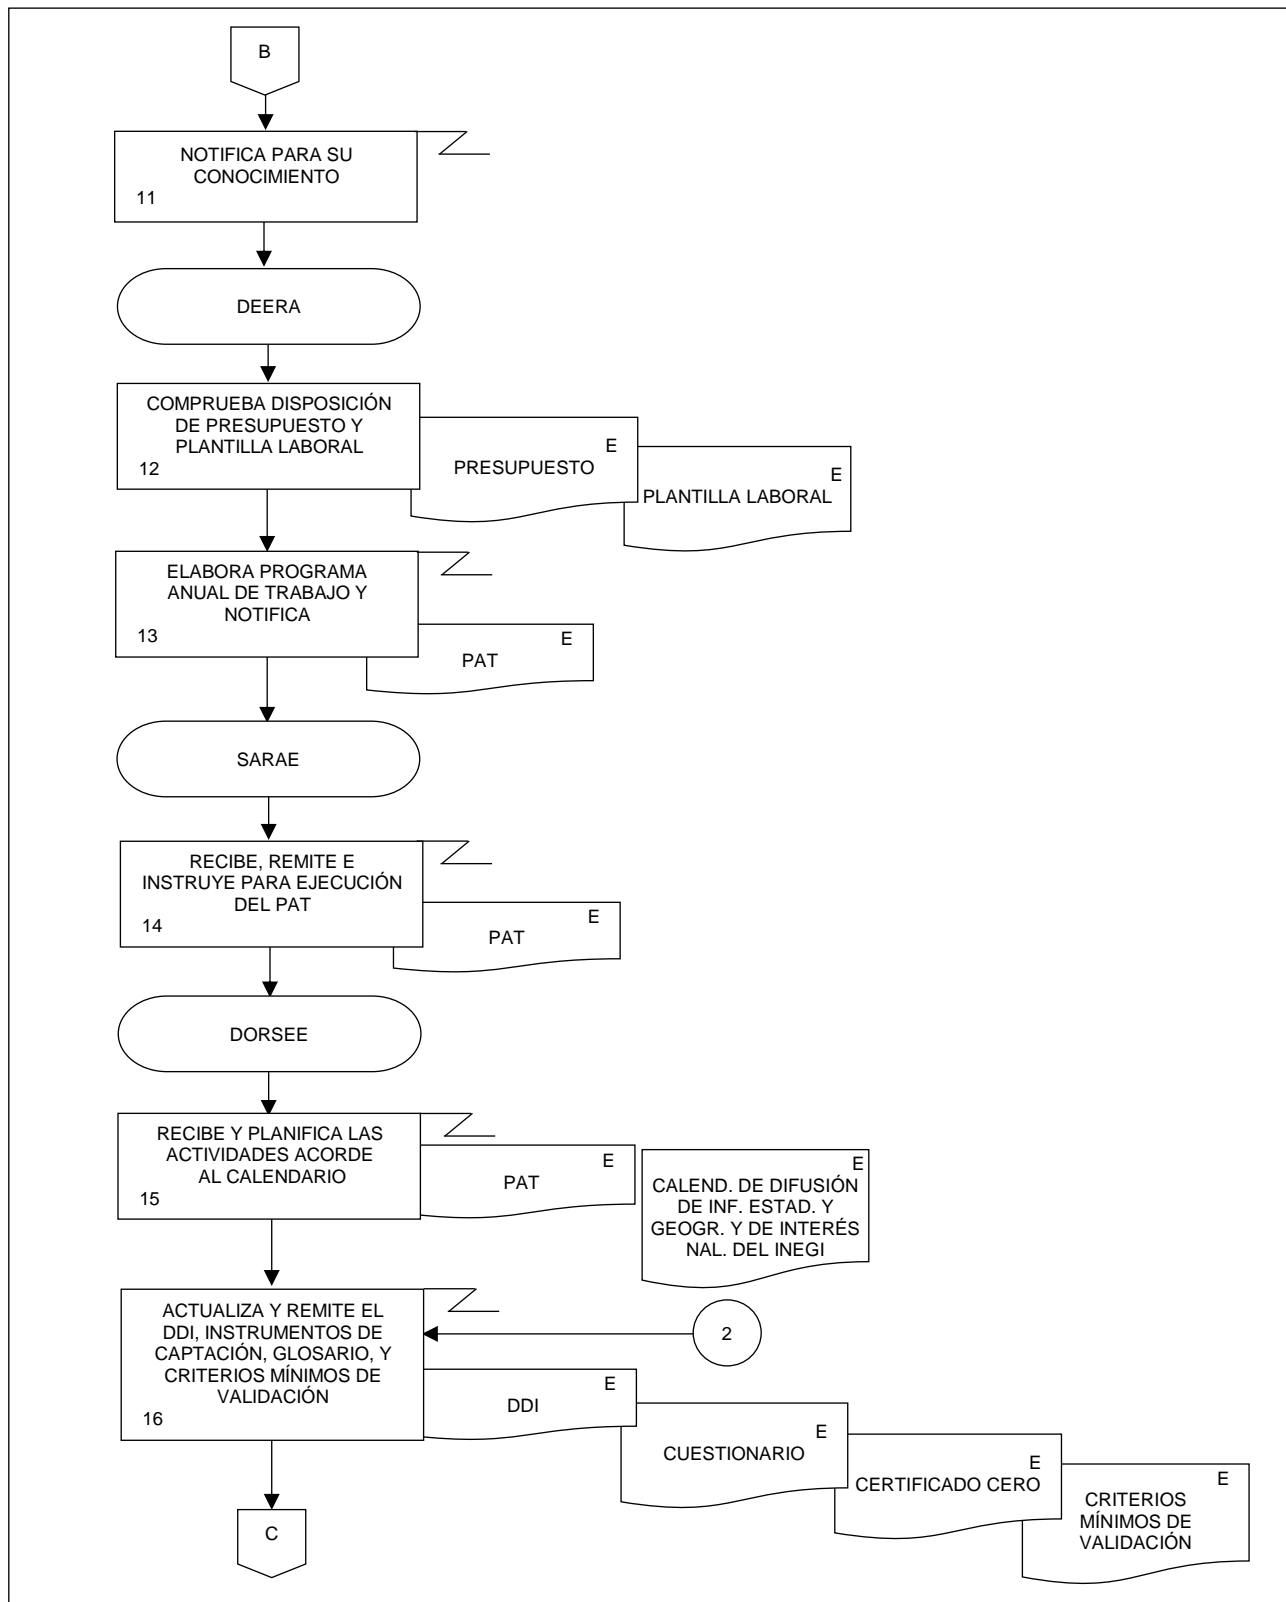 B
NOTIFICA PARA SU
CONOCIMIENTO
11
DEERA
COMPRUEBA DISPOSICIÓN
DE PRESUPUESTO Y
PLANTILLA LABORAL
12
E
PRESUPUESTO
E
PLANTILLA LABORAL
ELABORA PROGRAMA
ANUAL DE TRABAJO Y
NOTIFICA
13
E
PAT
SARAE
RECIBE, REMITE E
INSTRUYE PARA EJECUCIÓN
DEL PAT
14
E
PAT
DORSEE
RECIBE Y PLANIFICA LAS
ACTIVIDADES ACORDE
AL CALENDARIO
15
E
PAT
E
CALEND. DE DIFUSIÓN
DE INF. ESTAD. Y
GEOGR. Y DE INTERÉS
NAL. DEL INEGI
ACTUALIZA Y REMITE EL
DDI, INSTRUMENTOS DE
CAPTACIÓN, GLOSARIO, Y
CRITERIOS MÍNIMOS DE
VALIDACIÓN
16
2
E
DDI
E
CUESTIONARIO
E
CERTIFICADO CERO
E
CRITERIOS
MÍNIMOS DE
VALIDACIÓN
C